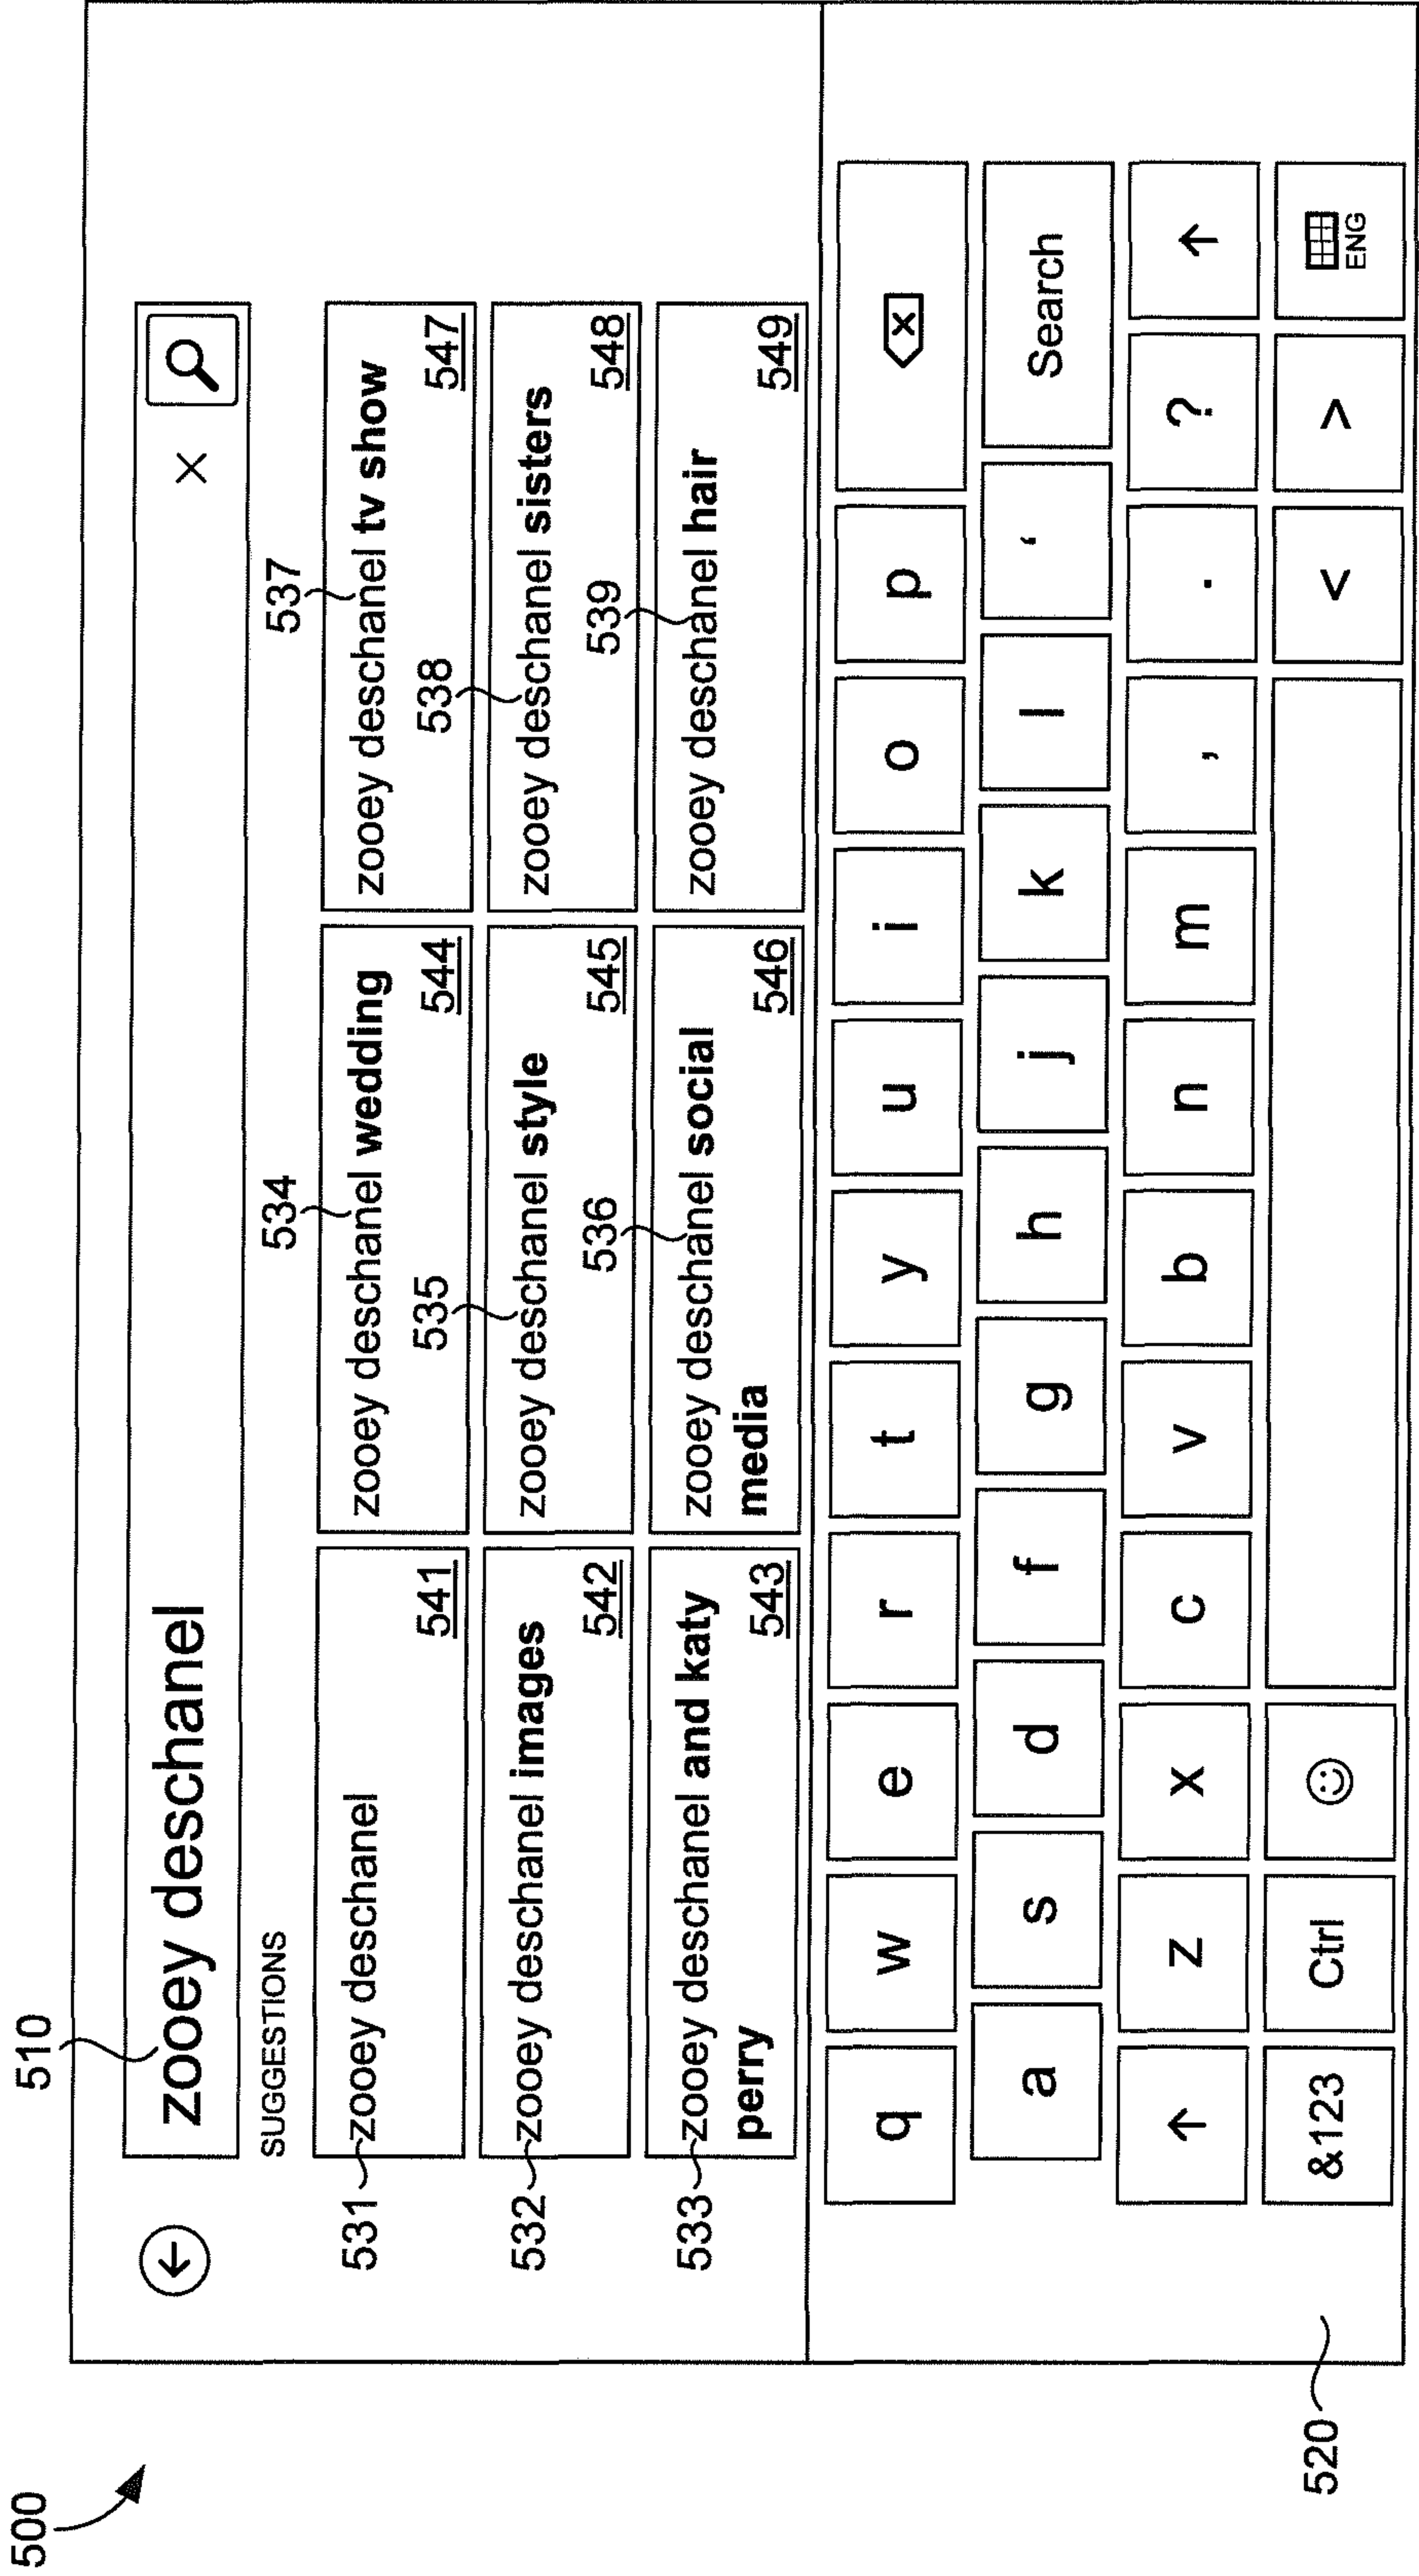 500
510
zooey deschanel ×
SUGGESTIONS
531 zooey deschanel 541
534 zooey deschanel wedding 544
537 zooey deschanel tv show 547
532 zooey deschanel images 542
535 zooey deschanel style 545
538 zooey deschanel sisters 548
533 zooey deschanel and katy
perry 543
536 zooey deschanel social
media 546
539 zooey deschanel hair 549
q w e r t y u i o p
a s d f g h j k l ‘ Search
↑ z x c v b n m , . ? ↑
&123 Ctrl < > ENG
520